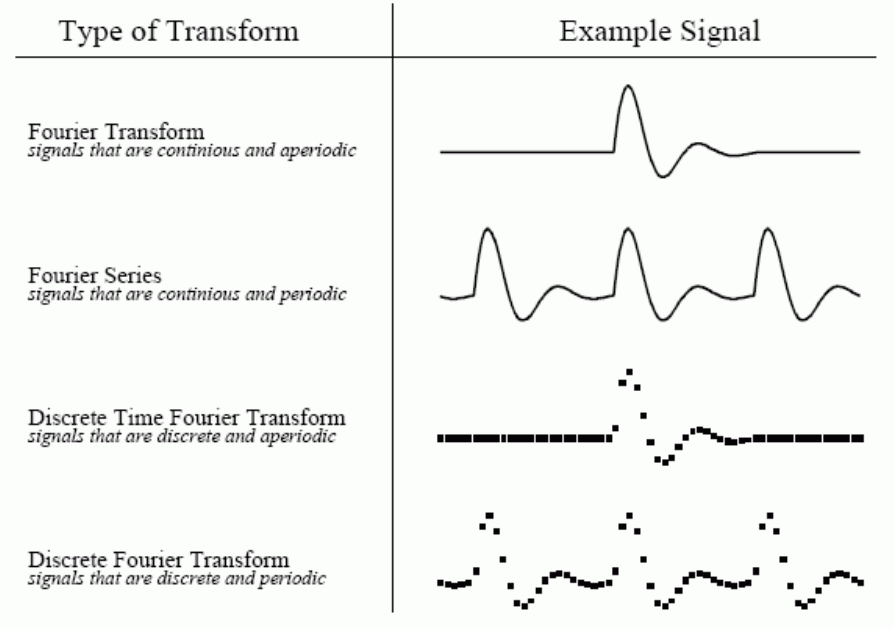 Type of Transform
Example Signal
Fourier Transform
signals that are continious and aperiodic
Fourier Series
signals that are continious and periodic
Discrete Time Fourier Transform
signals that are discrete and aperiodic
Discrete Fourier Transform
signals that are discrete and periodic